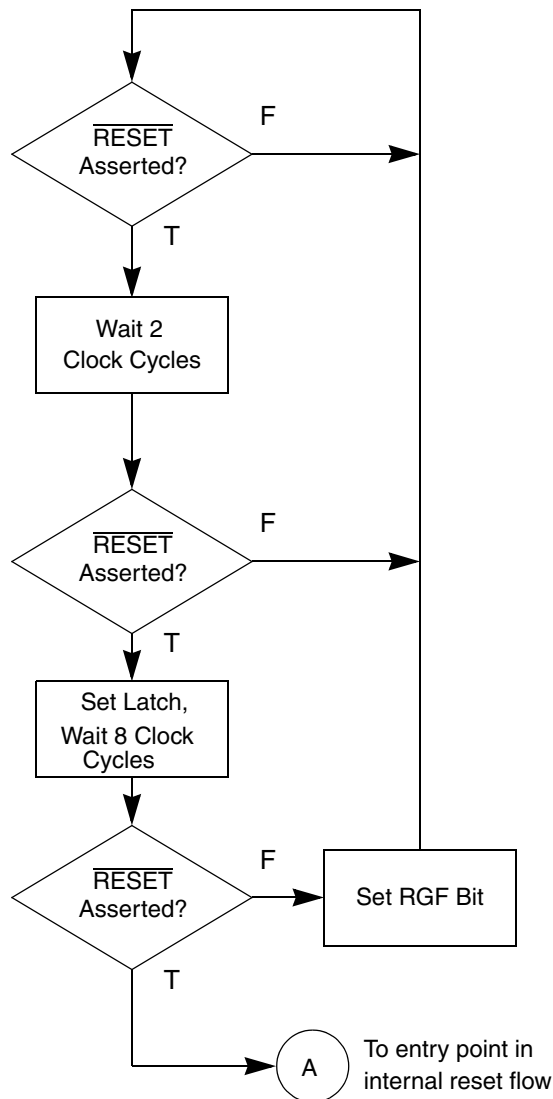 RESET
Asserted?
F
T
Wait 2
Clock Cycles
RESET
Asserted?
F
T
Set Latch,
Wait 8 Clock
Cycles
RESET
Asserted?
F
Set RGF Bit
T
A
To entry point in
internal reset flow